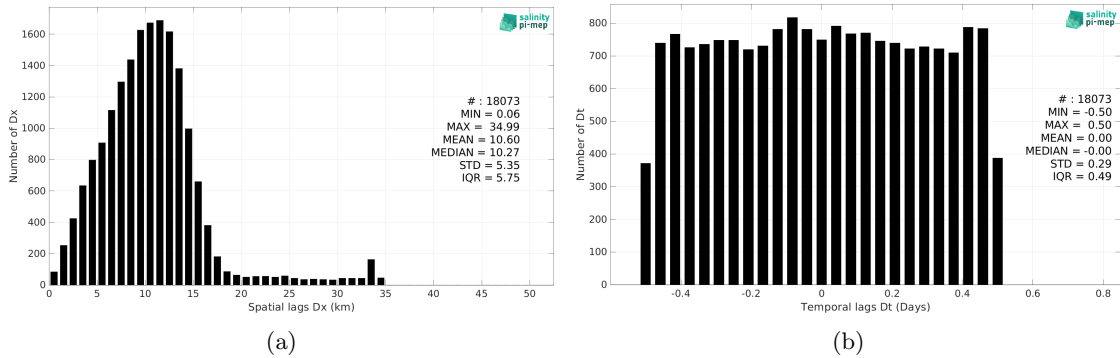 1600
1400
1200
1000
800
600
400
200
0
Number of Dx
0 5 10 15 20 25 30 35 40 45 50
Spatial lags Dx (km)
salinity
pi-mep
# : 18073
MIN = 0.06
MAX = 34.99
MEAN = 10.60
MEDIAN = 10.27
STD = 5.35
IQR = 5.75
(a)
800
700
600
500
400
300
200
100
0
Number of Dt
-0.4 -0.2 0 0.2 0.4 0.6 0.8
Temporal lags Dt (Days)
salinity
pi-mep
# : 18073
MIN = -0.50
MAX = 0.50
MEAN = 0.00
MEDIAN = -0.00
STD = 0.29
IQR = 0.49
(b)